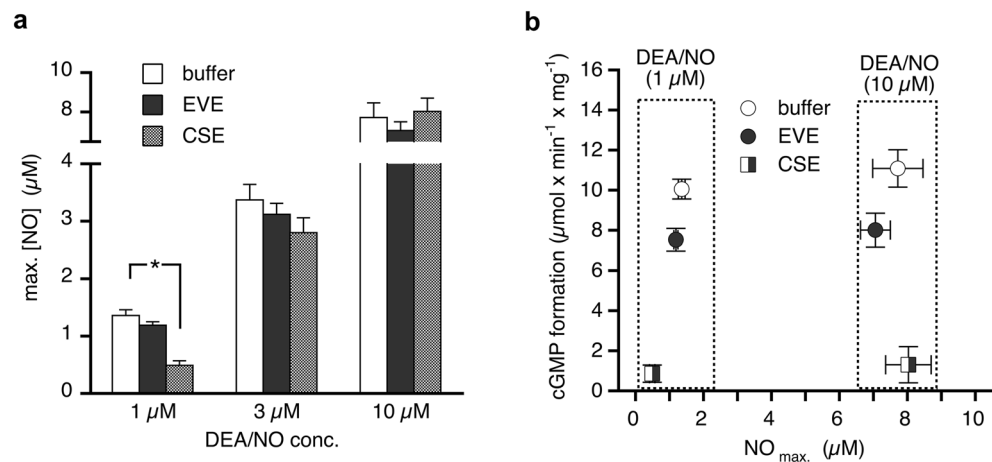 a
max. [NO] (µM)
10
8
4
3
2
1
0
buffer
EVE
CSE
*
1 µM
3 µM
10 µM
DEA/NO conc.
b
cGMP formation (µmol x min⁻¹ x mg⁻¹)
16
14
12
10
8
6
4
2
0
DEA/NO
(1 µM)
DEA/NO
(10 µM)
buffer
EVE
CSE
0 2 4 6 8 10
NO max. (µM)